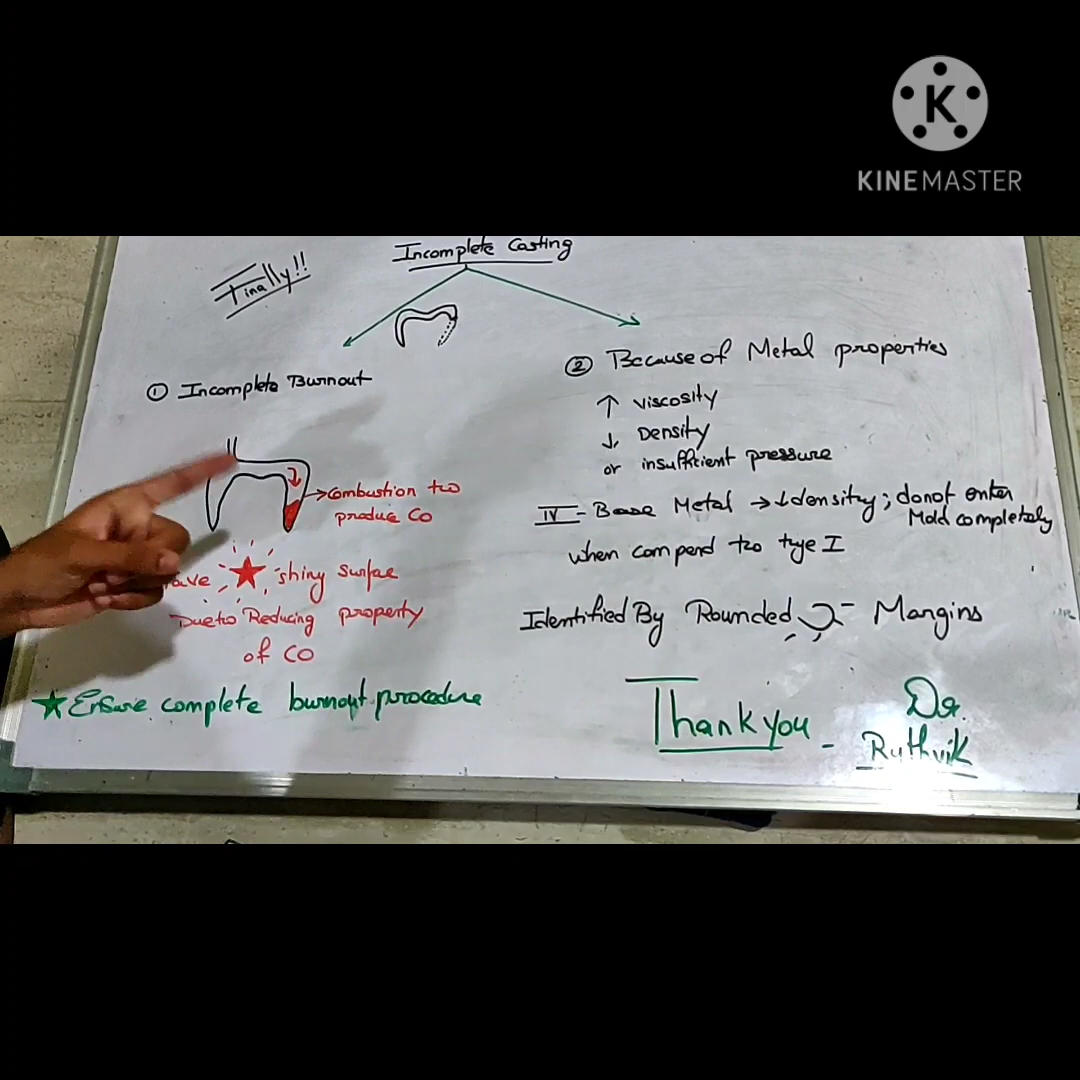 K
KINEMASTER
Incomplete Casting
Finally!!
① Incomplete Burnout
→ Combustion to
produce CO
shiny surface
Due to Reducing property
of CO
★ Ensure complete burnout procedure
② Because of Metal properties
↑ viscosity
↓ Density
or insufficient pressure
IV - Base Metal → ↓density; donot enter
Mold completely
when compared to type I
Identified By Rounded Margins
Thank you -
Dr.
Ruthvik